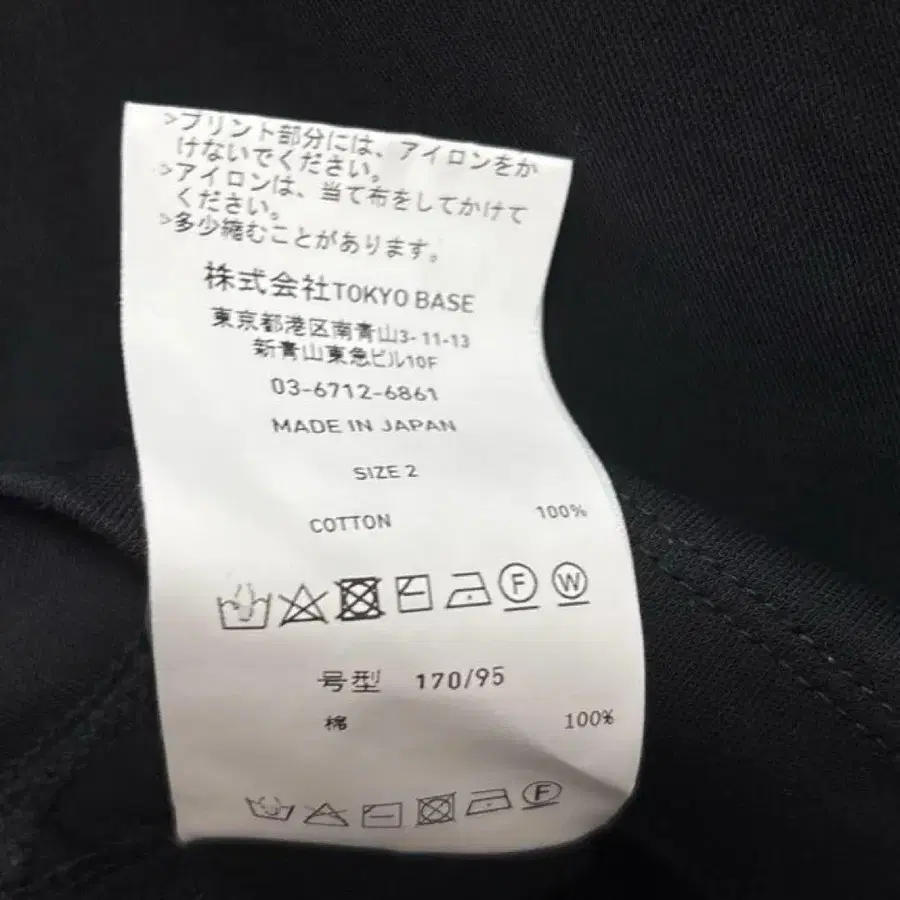 >プリント部分には、アイロンをか
けないでください。
>アイロンは、当て布をしてかけて
ください。
>多少縮むことがあります。
株式会社TOKYO BASE
東京都港区南青山3-11-13
新青山東急ビル10F
03-6712-6861
MADE IN JAPAN
SIZE 2
COTTON 100%
F W
号型 170/95
棉 100%
F